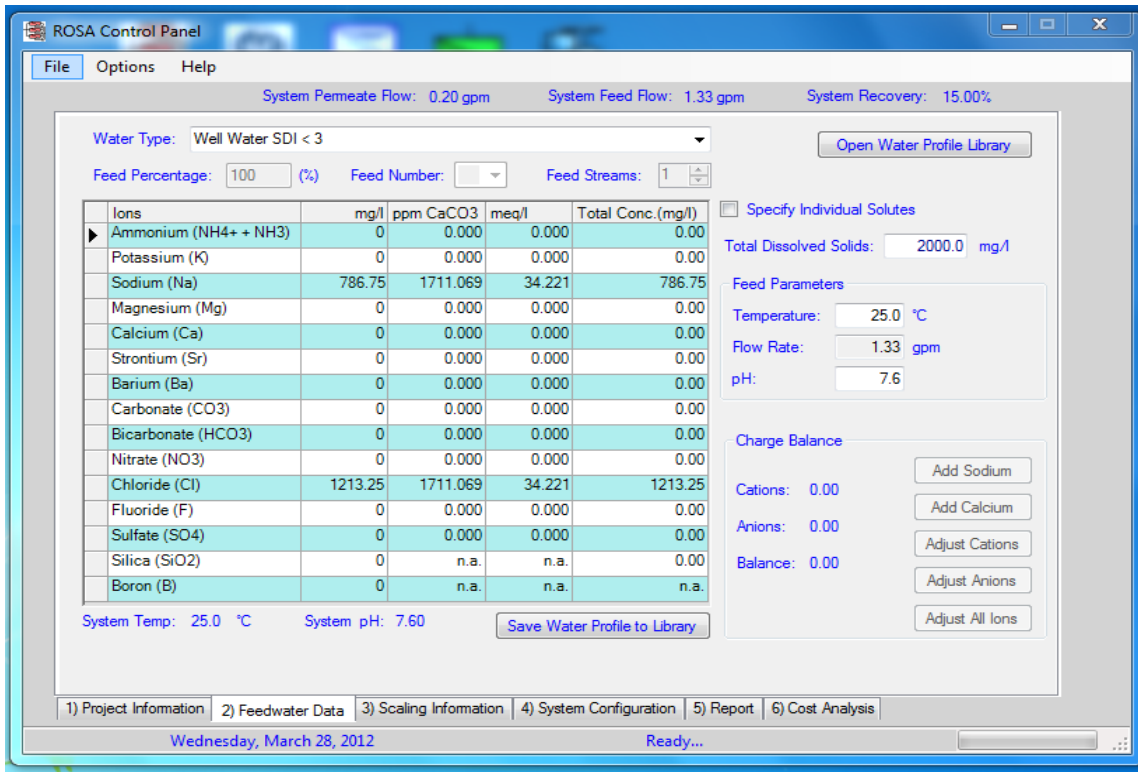 ROSA Control Panel
File Options Help
System Permeate Flow: 0.20 gpm System Feed Flow: 1.33 gpm System Recovery: 15.00%
Water Type: Well Water SDI < 3
Open Water Profile Library
Feed Percentage: 100 (%) Feed Number: Feed Streams: 1
Ions mg/l ppm CaCO3 meq/l Total Conc.(mg/l)
Ammonium (NH4+ + NH3) 0 0.000 0.000 0.00
Potassium (K) 0 0.000 0.000 0.00
Sodium (Na) 786.75 1711.069 34.221 786.75
Magnesium (Mg) 0 0.000 0.000 0.00
Calcium (Ca) 0 0.000 0.000 0.00
Strontium (Sr) 0 0.000 0.000 0.00
Barium (Ba) 0 0.000 0.000 0.00
Carbonate (CO3) 0 0.000 0.000 0.00
Bicarbonate (HCO3) 0 0.000 0.000 0.00
Nitrate (NO3) 0 0.000 0.000 0.00
Chloride (Cl) 1213.25 1711.069 34.221 1213.25
Fluoride (F) 0 0.000 0.000 0.00
Sulfate (SO4) 0 0.000 0.000 0.00
Silica (SiO2) 0 n.a. n.a. 0.00
Boron (B) 0 n.a. n.a. n.a.
System Temp: 25.0 °C System pH: 7.60
Save Water Profile to Library
Specify Individual Solutes
Total Dissolved Solids: 2000.0 mg/l
Feed Parameters
Temperature: 25.0 °C
Flow Rate: 1.33 gpm
pH: 7.6
Charge Balance
Cations: 0.00
Anions: 0.00
Balance: 0.00
Add Sodium
Add Calcium
Adjust Cations
Adjust Anions
Adjust All Ions
1) Project Information 2) Feedwater Data 3) Scaling Information 4) System Configuration 5) Report 6) Cost Analysis
Wednesday, March 28, 2012 Ready...